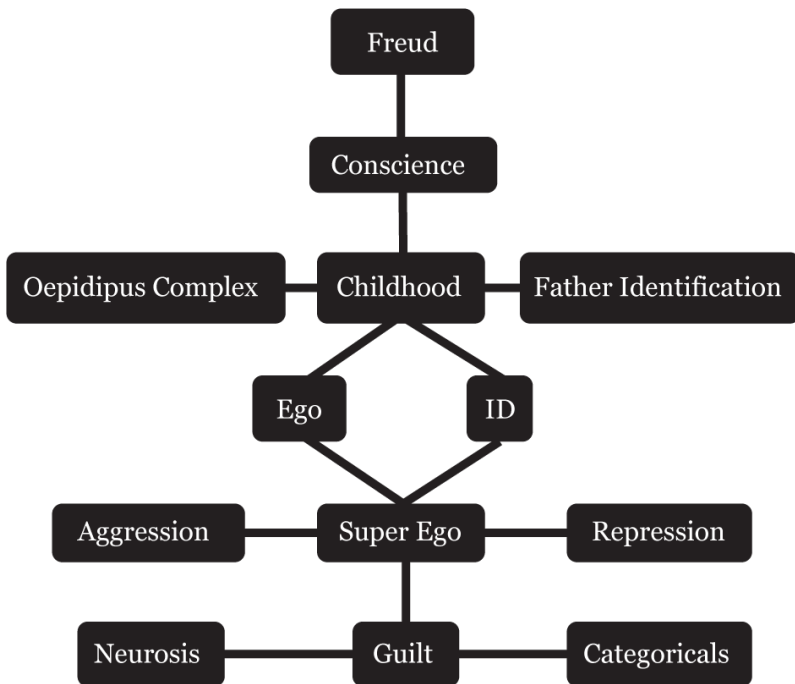 Freud
Conscience
Oepidipus Complex
Childhood
Father Identification
Ego
ID
Aggression
Super Ego
Repression
Neurosis
Guilt
Categoricals